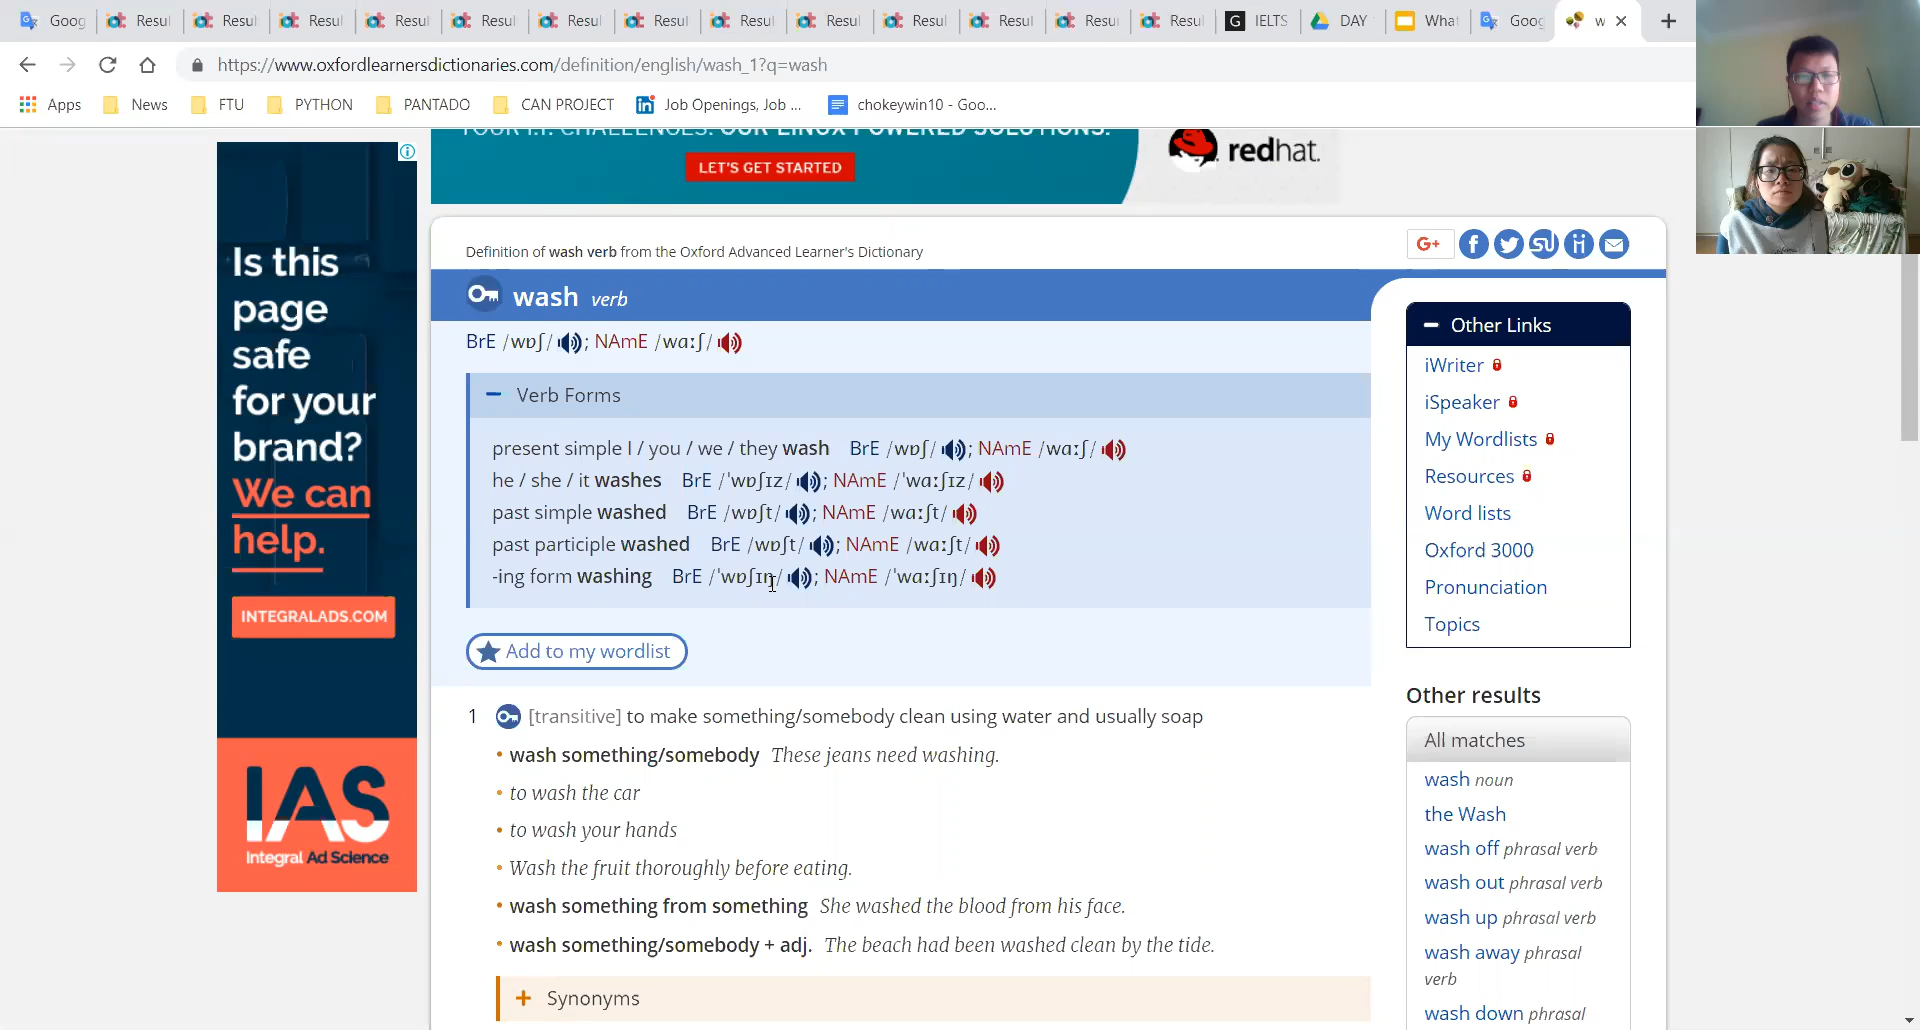 Goog Resul Resul Resul Resul Resul Resul Resul Resul Resul Resul Resul Resul Resul IELTS DAY Wha Goog w
https://www.oxfordlearnersdictionaries.com/definition/english/wash_1?q=wash
Apps News FTU PYTHON PANTADO CAN PROJECT Job Openings, Job ... chokeywin10 - Goo...
YOUR I.T. CHALLENGES. OUR LINUX-POWERED SOLUTIONS.
LET'S GET STARTED
redhat.
Is this
page
safe
for your
brand?
We can
help.
INTEGRALADS.COM
IAS
Integral Ad Science
Definition of wash verb from the Oxford Advanced Learner's Dictionary
G+
wash verb
BrE /wɒʃ/ ; NAmE /wɑːʃ/
Verb Forms
present simple I / you / we / they wash BrE /wɒʃ/ ; NAmE /wɑːʃ/
he / she / it washes BrE /ˈwɒʃɪz/ ; NAmE /ˈwɑːʃɪz/
past simple washed BrE /wɒʃt/ ; NAmE /wɑːʃt/
past participle washed BrE /wɒʃt/ ; NAmE /wɑːʃt/
-ing form washing BrE /ˈwɒʃɪŋ/ ; NAmE /ˈwɑːʃɪŋ/
Add to my wordlist
1 [transitive] to make something/somebody clean using water and usually soap
• wash something/somebody These jeans need washing.
• to wash the car
• to wash your hands
• Wash the fruit thoroughly before eating.
• wash something from something She washed the blood from his face.
• wash something/somebody + adj. The beach had been washed clean by the tide.
Synonyms
Other Links
iWriter
iSpeaker
My Wordlists
Resources
Word lists
Oxford 3000
Pronunciation
Topics
Other results
All matches
wash noun
the Wash
wash off phrasal verb
wash out phrasal verb
wash up phrasal verb
wash away phrasal
verb
wash down phrasal